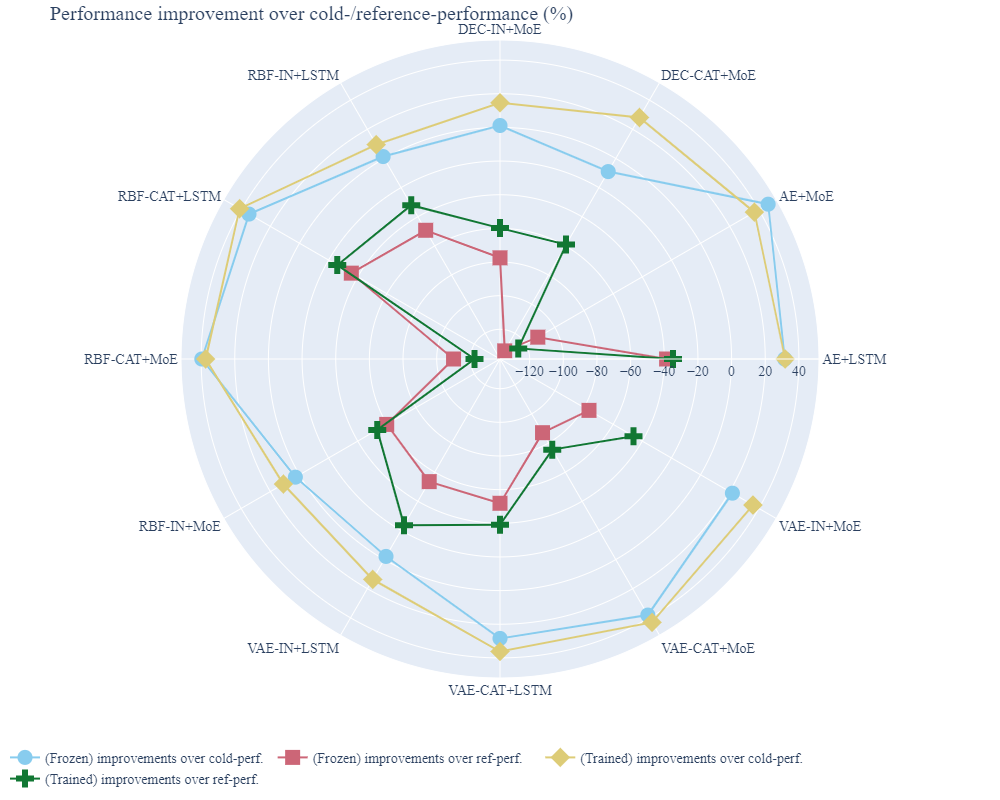 Performance improvement over cold-/reference-performance (%)
DEC-IN+MoE
RBF-IN+LSTM
DEC-CAT+MoE
RBF-CAT+LSTM
AE+MoE
RBF-CAT+MoE
AE+LSTM
−120 −100 −80 −60 −40 −20 0 20 40
RBF-IN+MoE
VAE-IN+MoE
VAE-IN+LSTM
VAE-CAT+MoE
VAE-CAT+LSTM
(Frozen) improvements over cold-perf. (Frozen) improvements over ref-perf. (Trained) improvements over cold-perf.
(Trained) improvements over ref-perf.